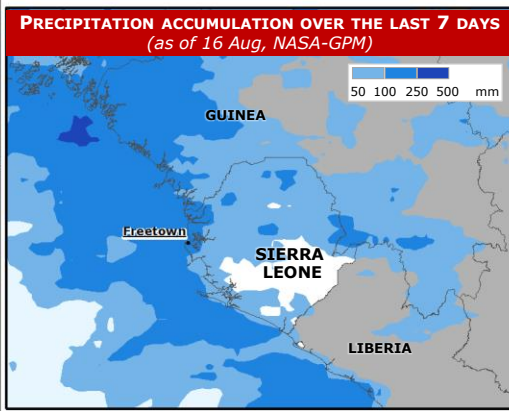 PRECIPITATION ACCUMULATION OVER THE LAST 7 DAYS
(as of 16 Aug, NASA-GPM)
50 100 250 500 mm
GUINEA
Freetown
SIERRA
LEONE
LIBERIA